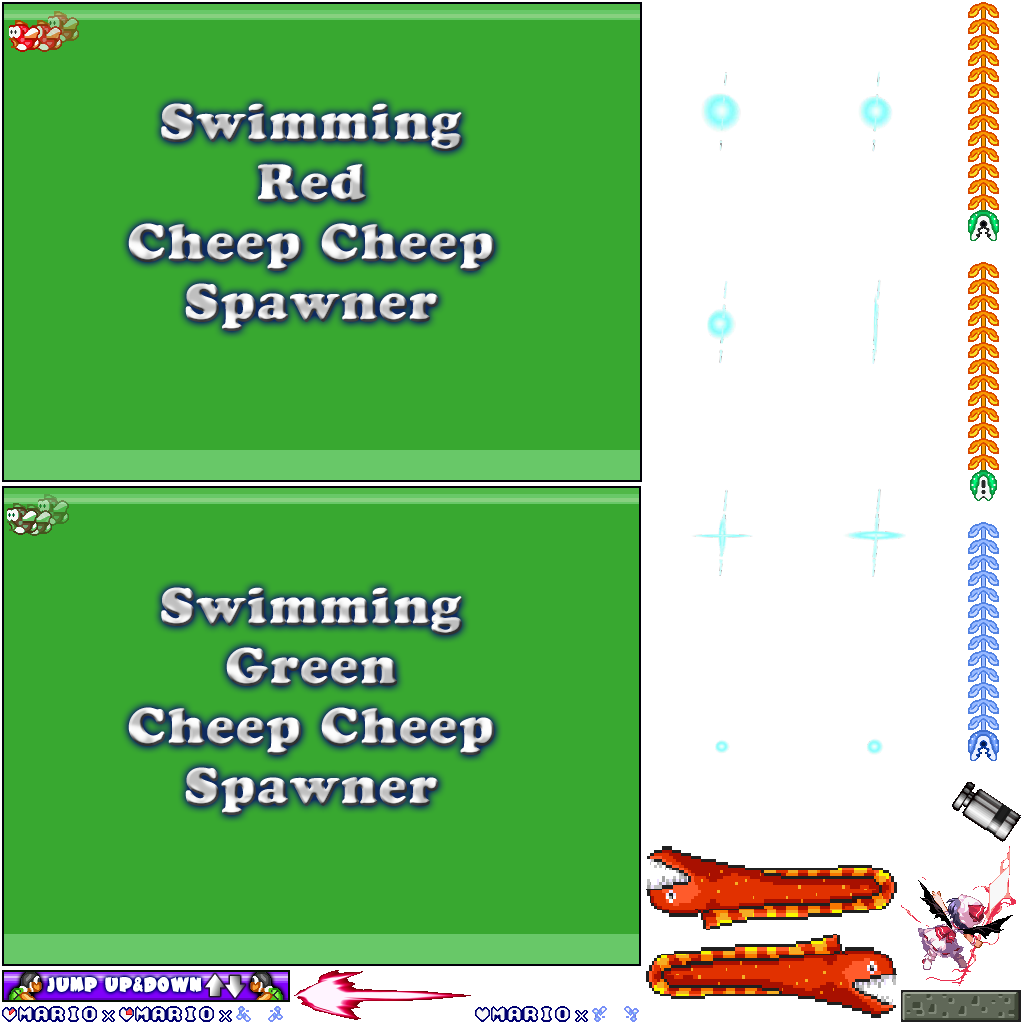 Swimming
Red
Cheep Cheep
Spawner
Swimming
Green
Cheep Cheep
Spawner
JUMP UP&DOWN
MARIO x MARIO x
MARIO x